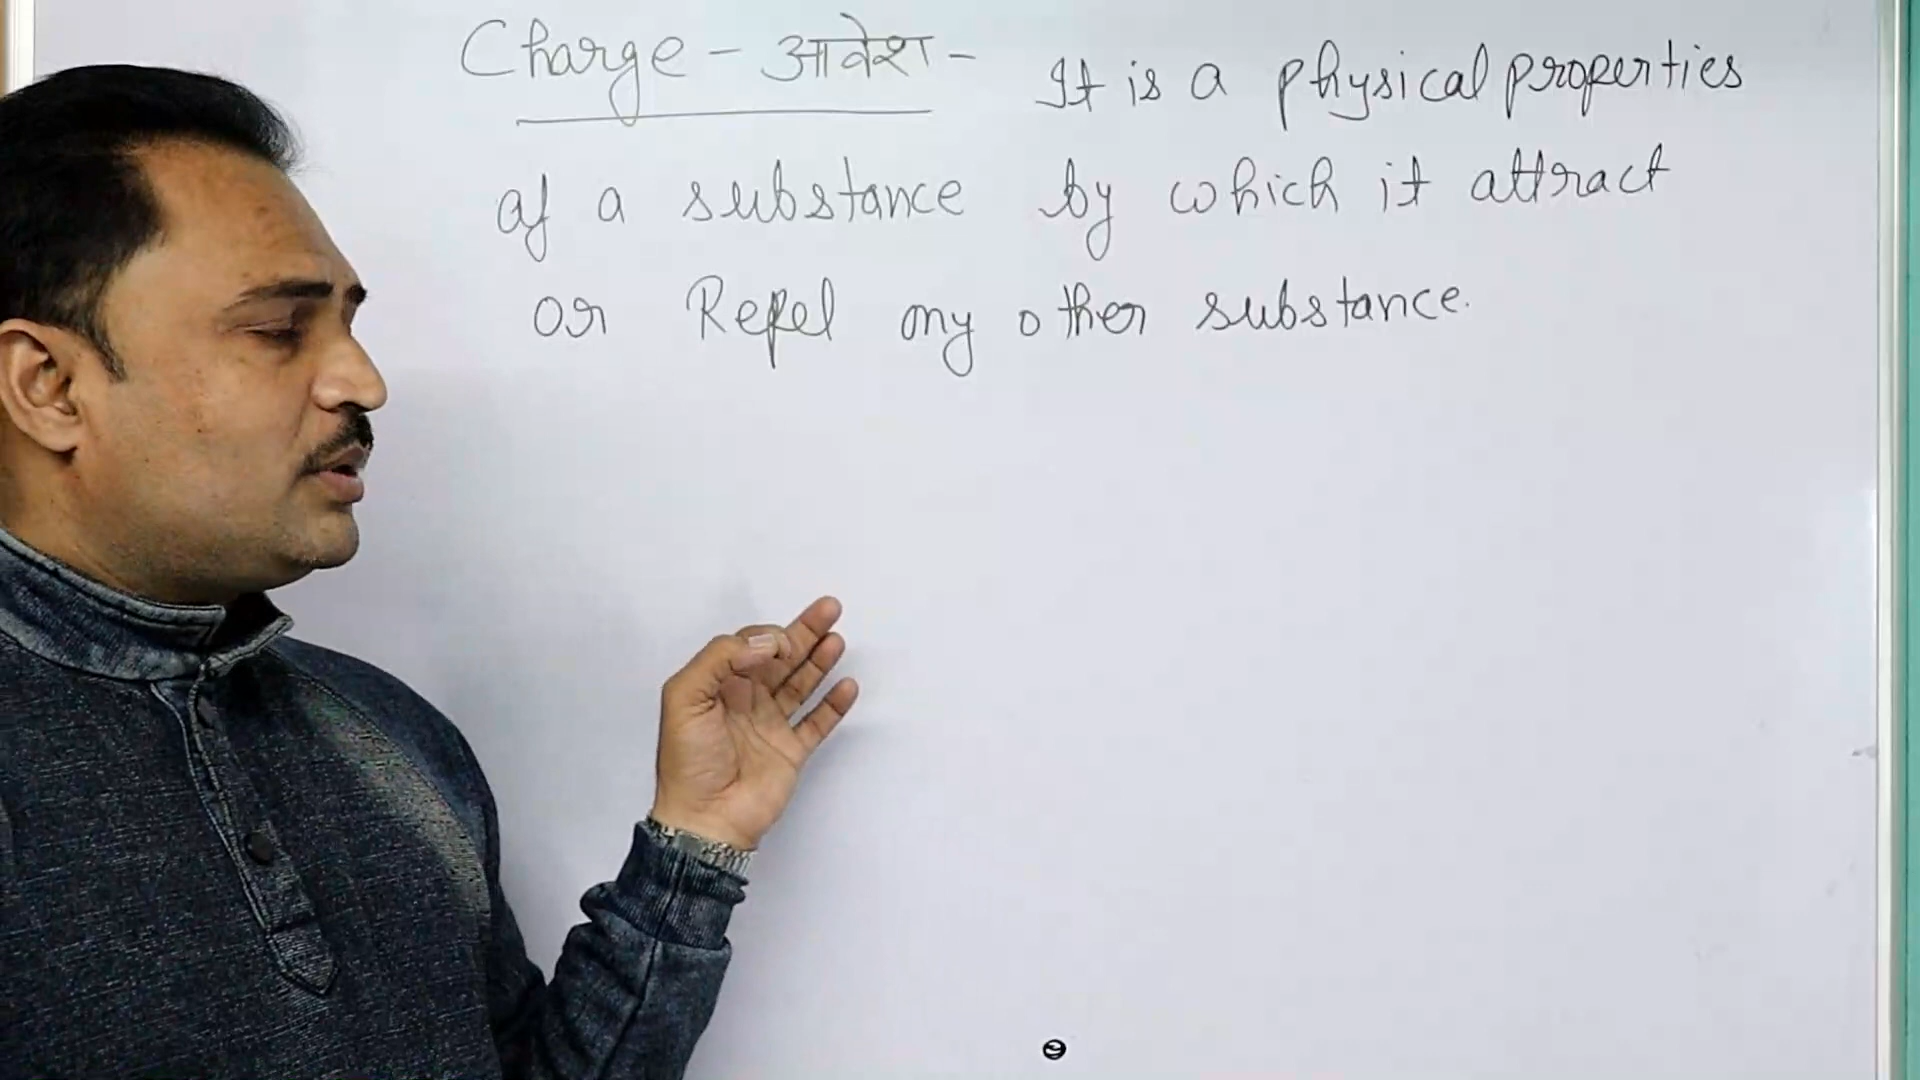 Charge - आवेश - It is a physical properties
of a substance by which it attract
or Repel any other substance.